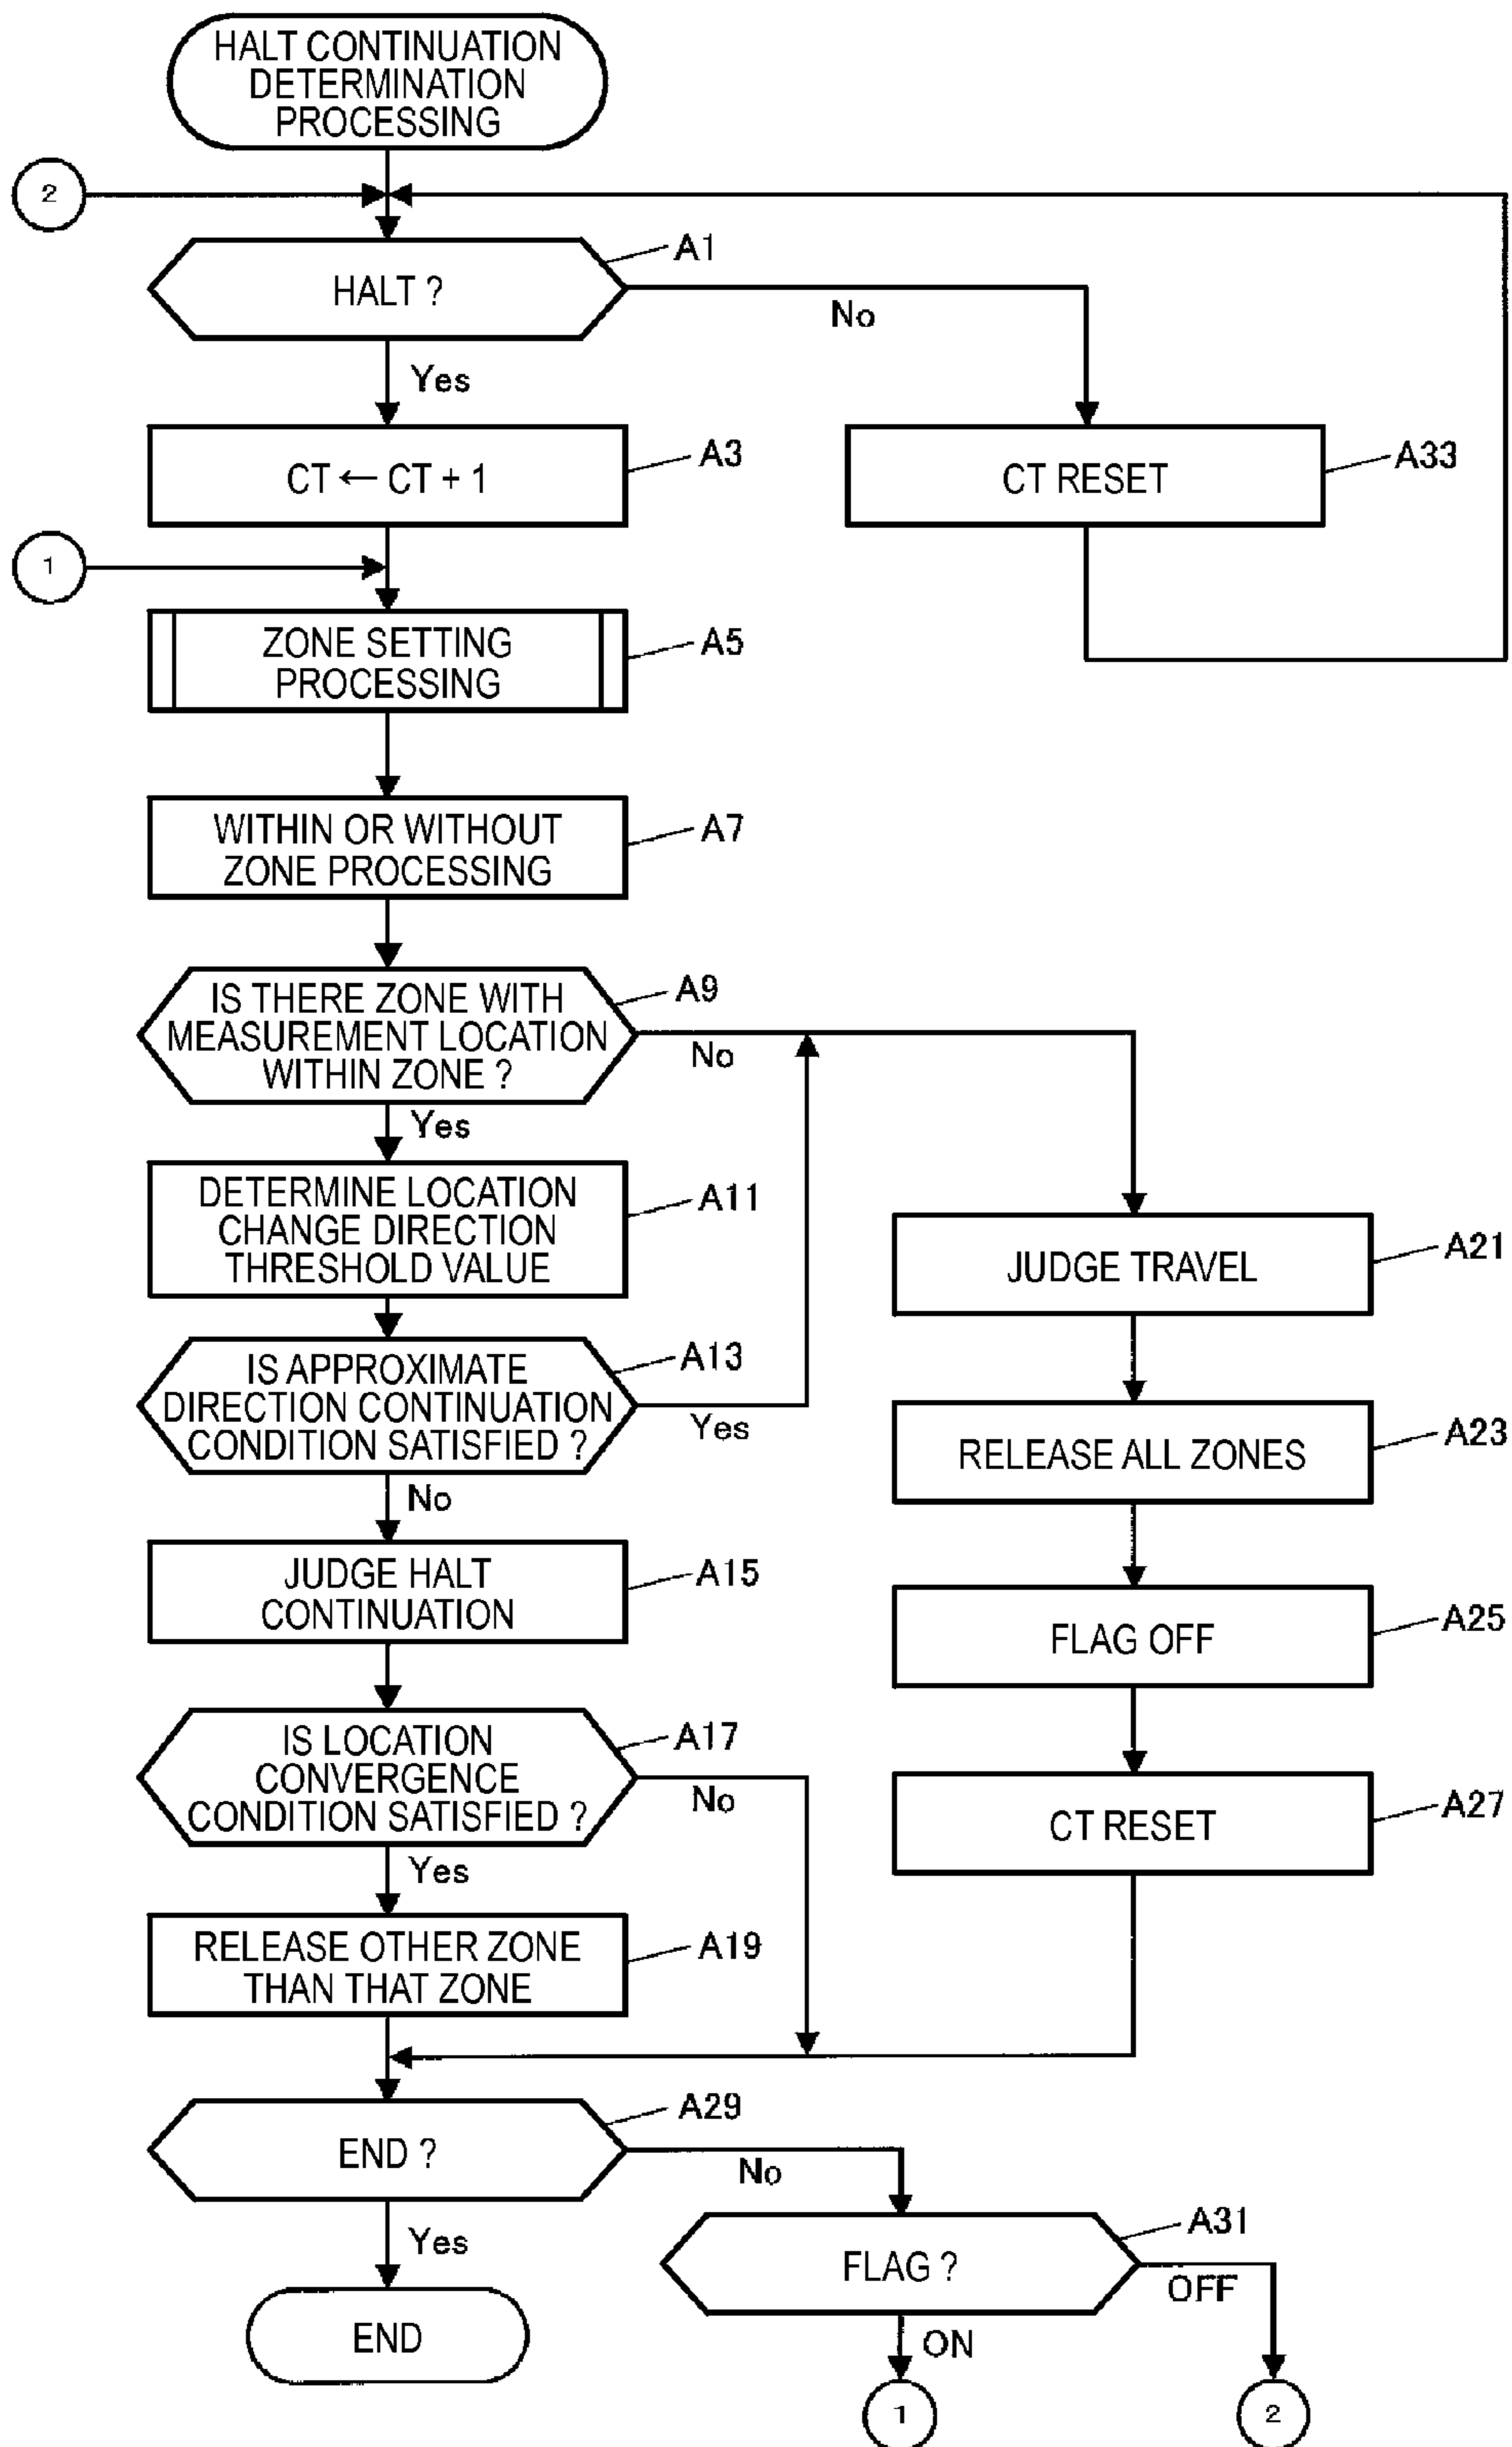 HALT CONTINUATION
DETERMINATION
PROCESSING
2
HALT ?
A1
No
Yes
CT ← CT + 1
A3
CT RESET
A33
1
ZONE SETTING
PROCESSING
A5
WITHIN OR WITHOUT
ZONE PROCESSING
A7
IS THERE ZONE WITH
MEASUREMENT LOCATION
WITHIN ZONE ?
A9
No
Yes
DETERMINE LOCATION
CHANGE DIRECTION
THRESHOLD VALUE
A11
JUDGE TRAVEL
A21
IS APPROXIMATE
DIRECTION CONTINUATION
CONDITION SATISFIED ?
A13
Yes
No
RELEASE ALL ZONES
A23
JUDGE HALT
CONTINUATION
A15
FLAG OFF
A25
IS LOCATION
CONVERGENCE
CONDITION SATISFIED ?
A17
No
Yes
CT RESET
A27
RELEASE OTHER ZONE
THAN THAT ZONE
A19
END ?
A29
No
Yes
FLAG ?
A31
OFF
ON
END
1
2